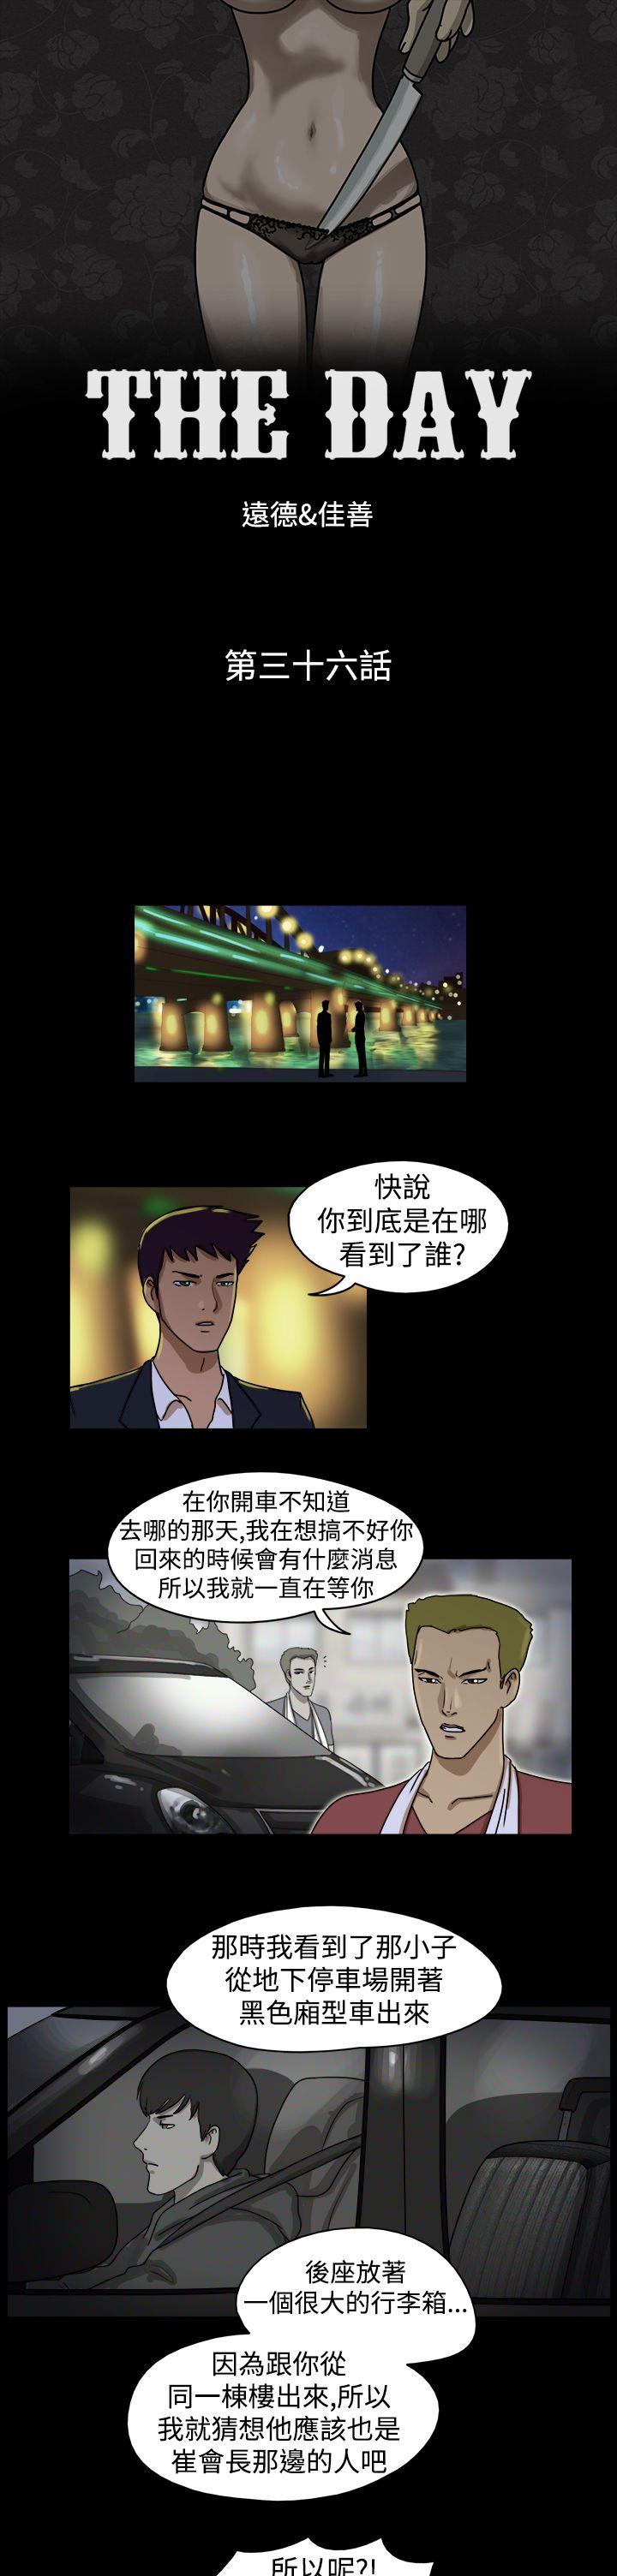 THE DAY
遠德&佳善
第三十六話
快說
你到底是在哪
看到了誰?
在你開車不知道
去哪的那天,我在想搞不好你
回來的時候會有什麼消息
所以我就一直在等你
那時我看到了那小子
從地下停車場開著
黑色廂型車出來
後座放著
一個很大的行李箱...
因為跟你從
同一棟樓出來,所以
我就猜想他應該也是
崔會長那邊的人吧
所以呢?!